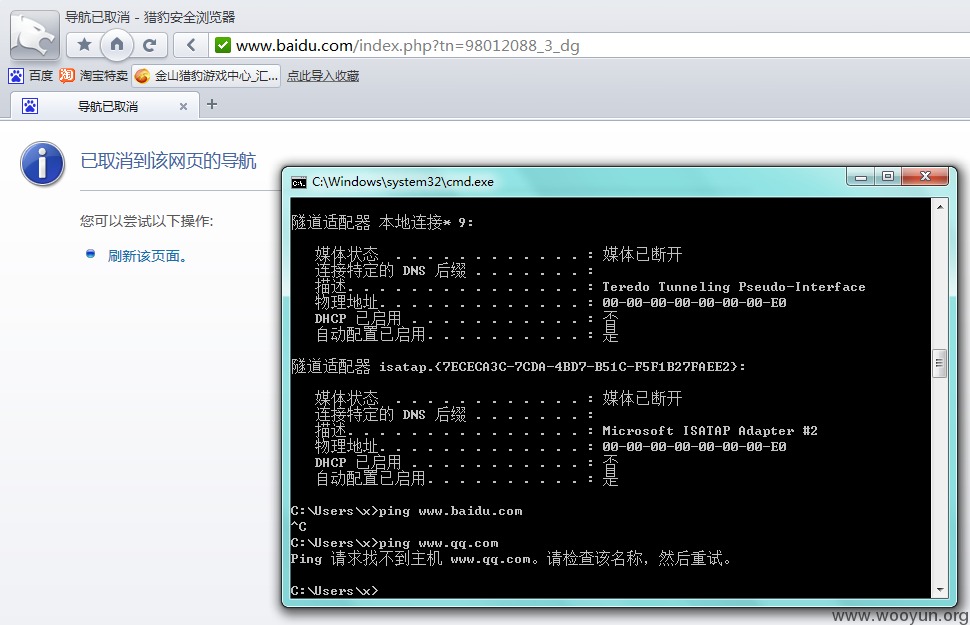 导航已取消 - 猎豹安全浏览器
www.baidu.com/index.php?tn=98012088_3_dg
百度 淘宝特卖 金山猎豹游戏中心_汇... 点此导入收藏
导航已取消
已取消到该网页的导航
您可以尝试以下操作:
刷新该页面。
C:\Windows\system32\cmd.exe
隧道适配器 本地连接* 9:
媒体状态 . . . . . . . . . . . . : 媒体已断开
连接特定的 DNS 后缀 . . . . . . . :
描述. . . . . . . . . . . . . . . : Teredo Tunneling Pseudo-Interface
物理地址. . . . . . . . . . . . . : 00-00-00-00-00-00-00-E0
DHCP 已启用 . . . . . . . . . . . : 否
自动配置已启用. . . . . . . . . . : 是
隧道适配器 isatap.{7ECECA3C-7CDA-4BD7-B51C-F5F1B27FAEE2}:
媒体状态 . . . . . . . . . . . . : 媒体已断开
连接特定的 DNS 后缀 . . . . . . . :
描述. . . . . . . . . . . . . . . : Microsoft ISATAP Adapter #2
物理地址. . . . . . . . . . . . . : 00-00-00-00-00-00-00-E0
DHCP 已启用 . . . . . . . . . . . : 否
自动配置已启用. . . . . . . . . . : 是
C:\Users\x>ping www.baidu.com
^C
C:\Users\x>ping www.qq.com
Ping 请求找不到主机 www.qq.com。请检查该名称，然后重试。
C:\Users\x>
www.wooyun.org